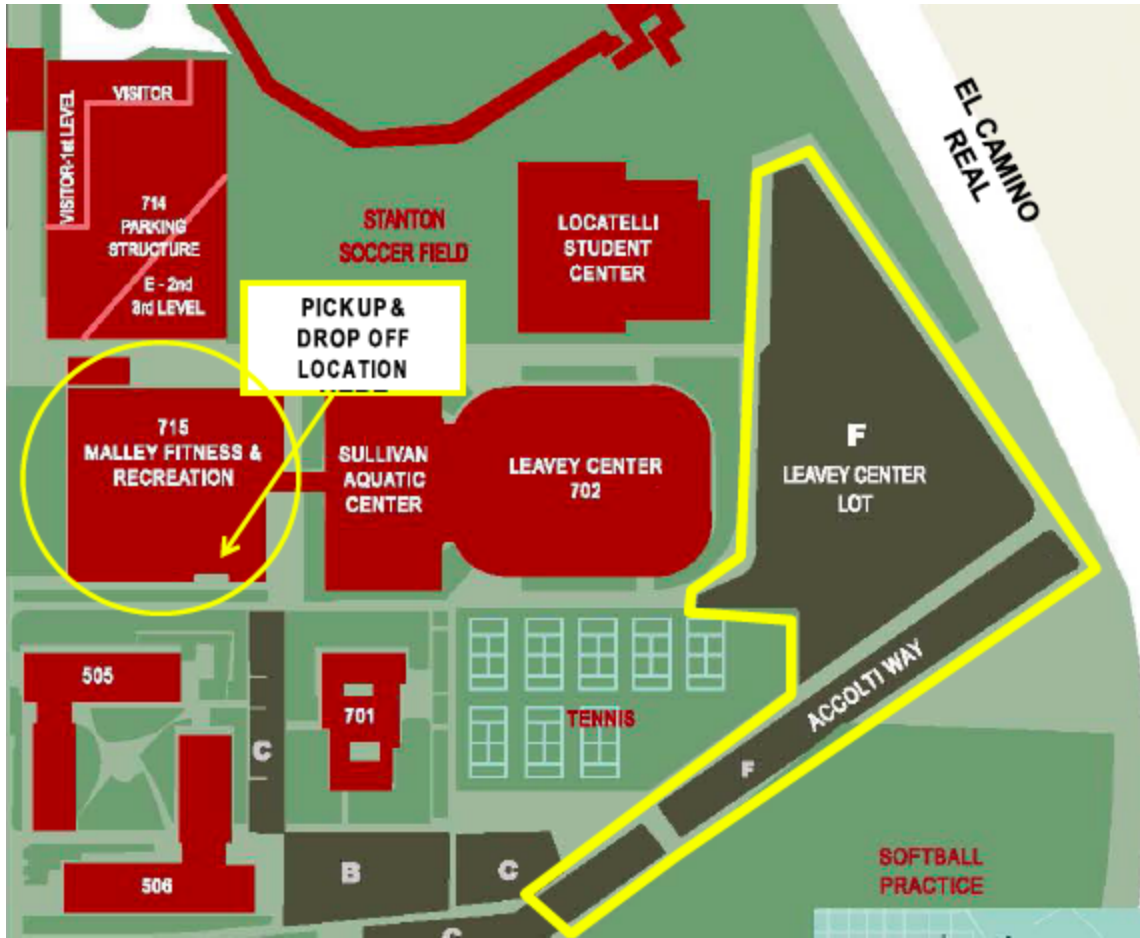 EL CAMINO
REAL
VISITOR
VISITOR-1st LEVEL
714
PARKING
STRUCTURE
E - 2nd
3rd LEVEL
STANTON
SOCCER FIELD
LOCATELLI
STUDENT
CENTER
PICKUP &
DROP OFF
LOCATION
715
MALLEY FITNESS &
RECREATION
SULLIVAN
AQUATIC
CENTER
LEAVEY CENTER
702
F
LEAVEY CENTER
LOT
505
C
701
TENNIS
ACCOLTI WAY
F
506
B
C
SOFTBALL
PRACTICE
C